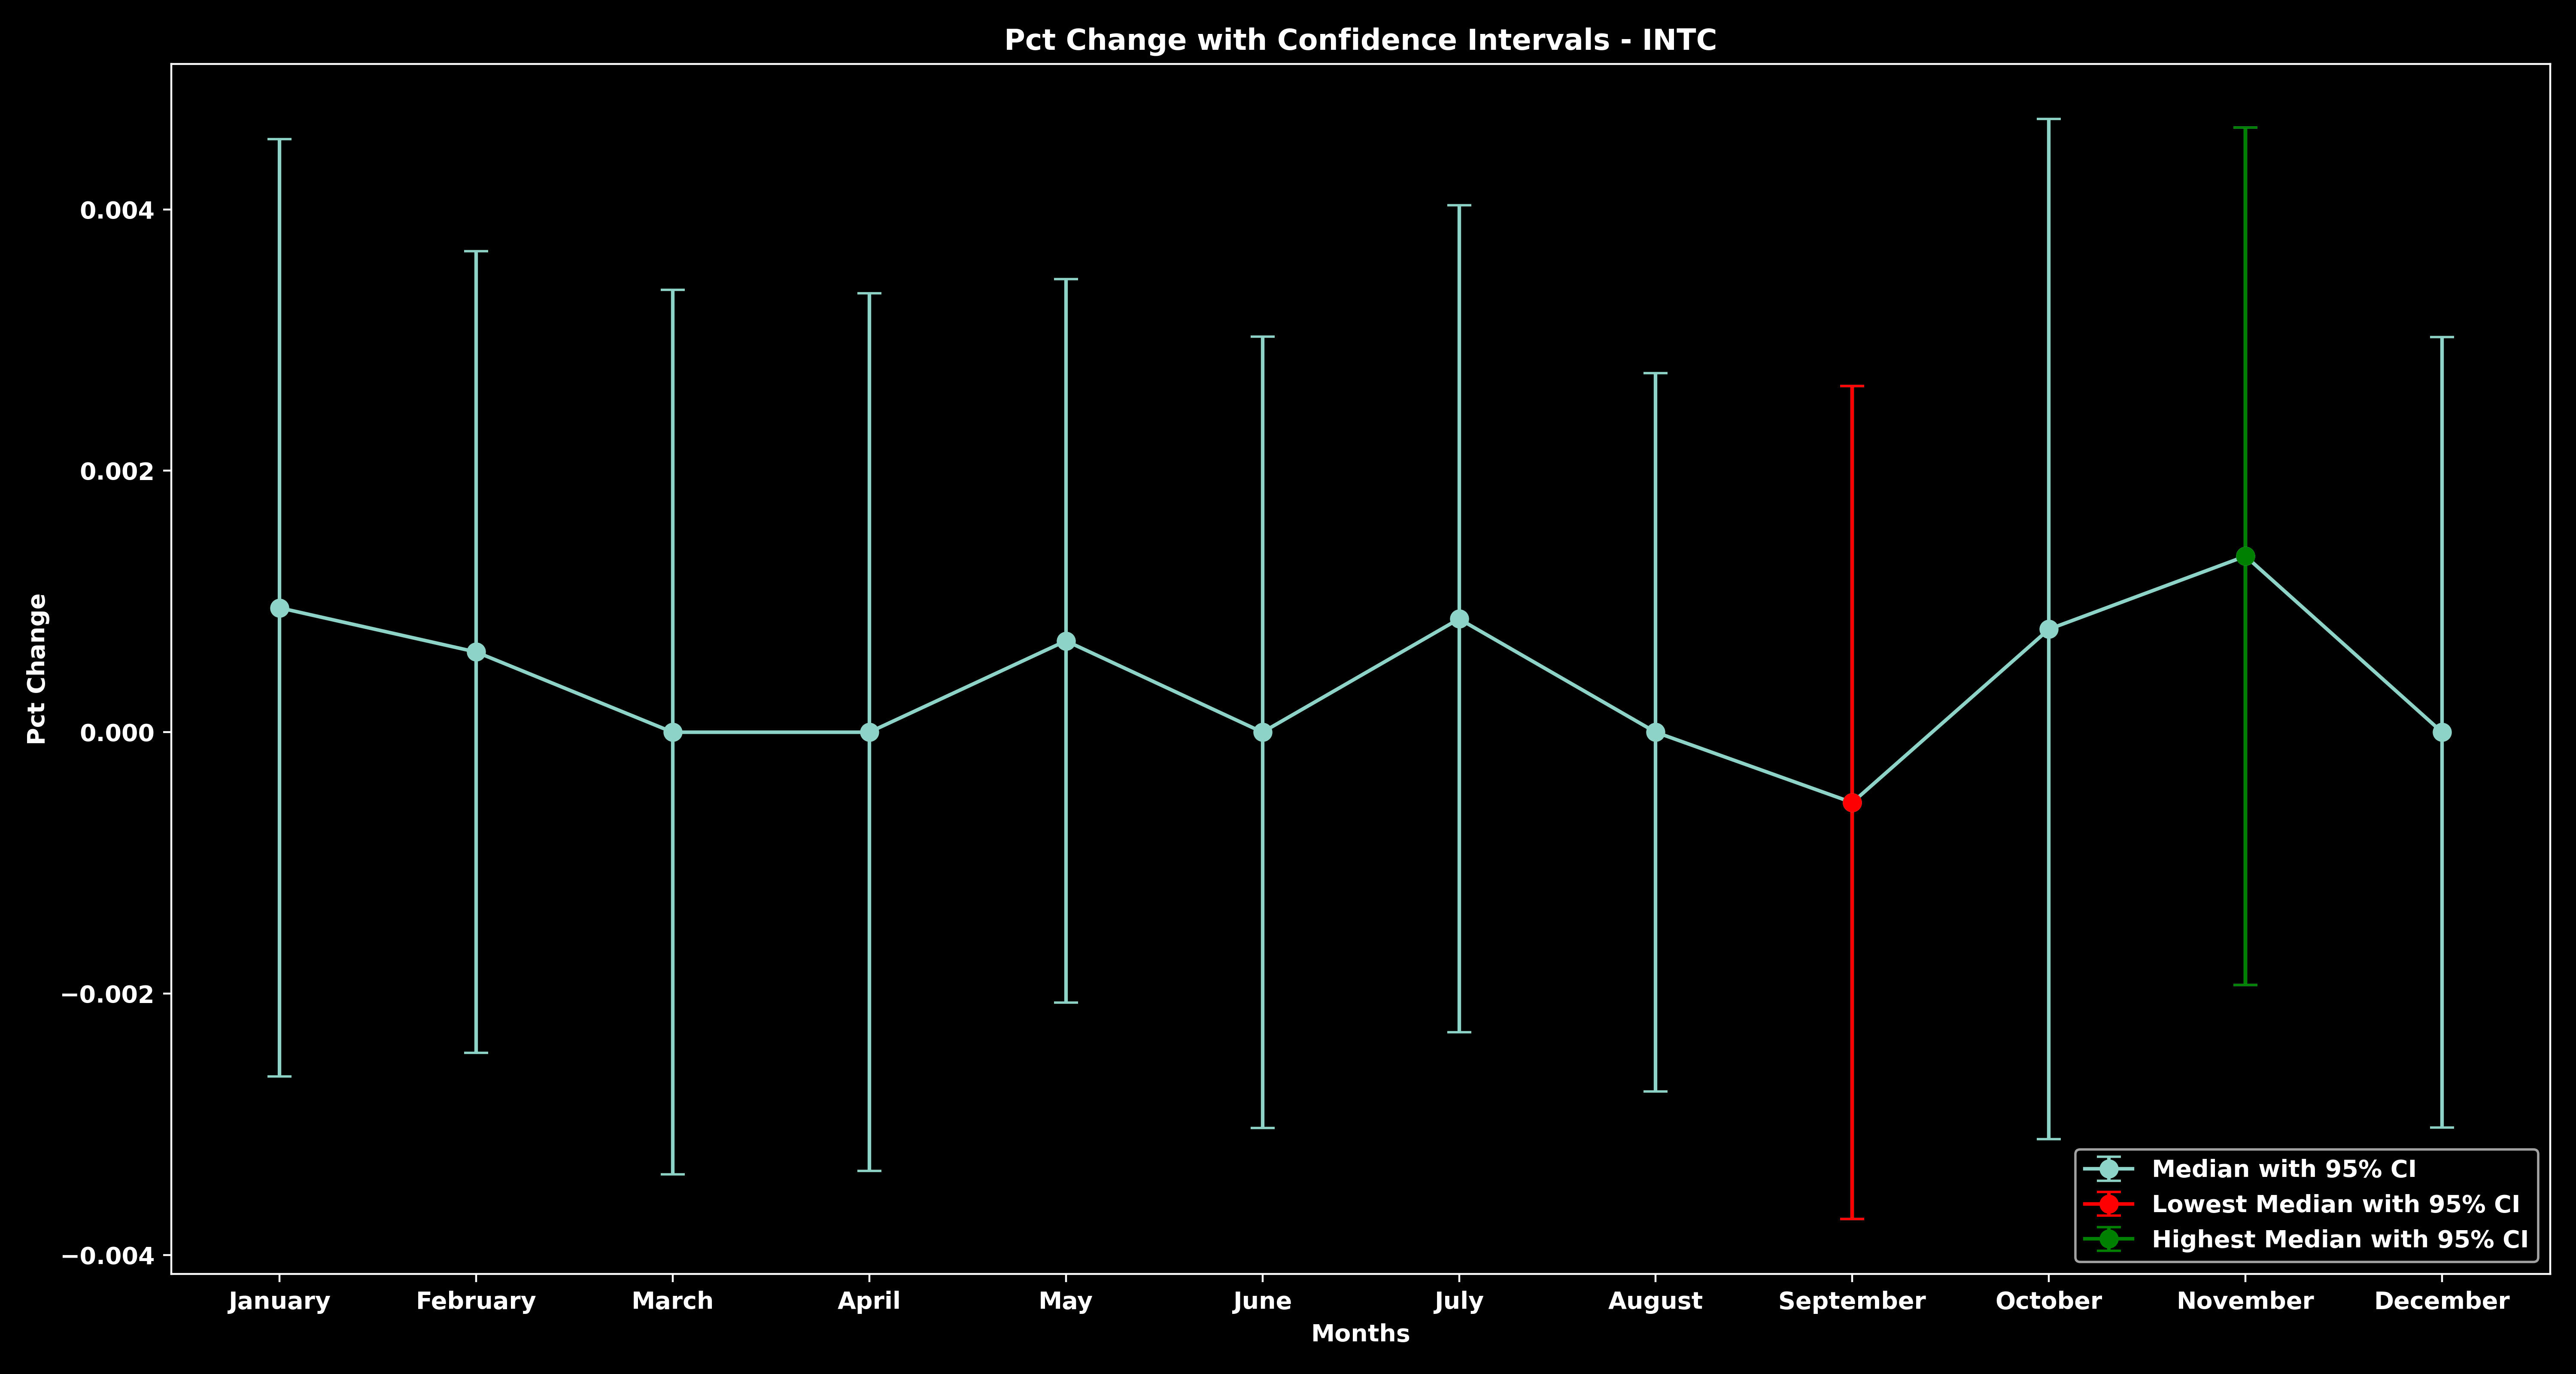 Pct Change with Confidence Intervals - INTC
Pct Change
0.004
0.002
0.000
−0.002
−0.004
January February March April May June July August September October November December
Months
Median with 95% CI
Lowest Median with 95% CI
Highest Median with 95% CI